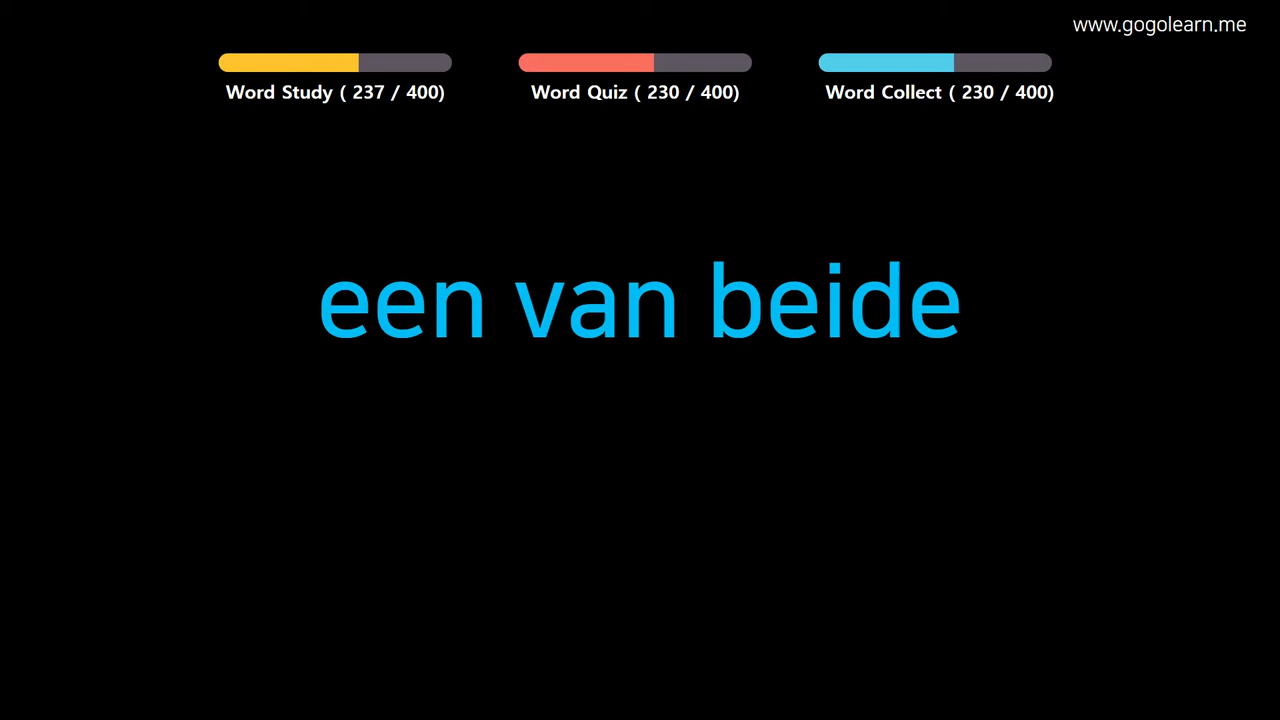 www.gogolearn.me
Word Study ( 237 / 400)
Word Quiz ( 230 / 400)
Word Collect ( 230 / 400)
een van beide